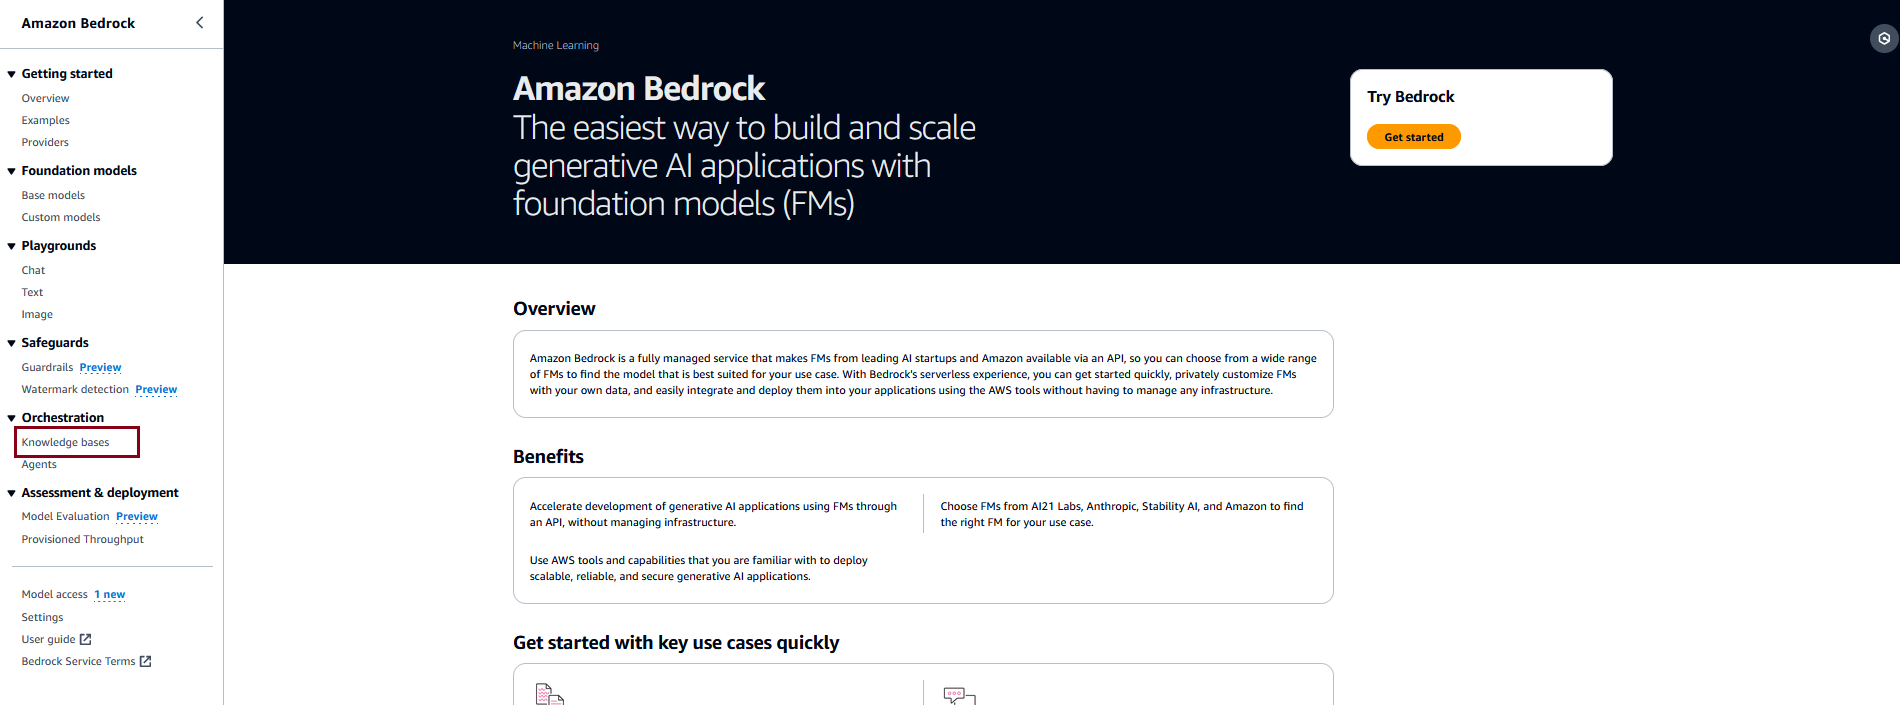 Amazon Bedrock
Getting started
Overview
Examples
Providers
Foundation models
Base models
Custom models
Playgrounds
Chat
Text
Image
Safeguards
Guardrails Preview
Watermark detection Preview
Orchestration
Knowledge bases
Agents
Assessment & deployment
Model Evaluation Preview
Provisioned Throughput
Model access 1 new
Settings
User guide
Bedrock Service Terms
Machine Learning
Amazon Bedrock
The easiest way to build and scale
generative AI applications with
foundation models (FMs)
Try Bedrock
Get started
Overview
Amazon Bedrock is a fully managed service that makes FMs from leading AI startups and Amazon available via an API, so you can choose from a wide range
of FMs to find the model that is best suited for your use case. With Bedrock's serverless experience, you can get started quickly, privately customize FMs
with your own data, and easily integrate and deploy them into your applications using the AWS tools without having to manage any infrastructure.
Benefits
Accelerate development of generative AI applications using FMs through
an API, without managing infrastructure.
Choose FMs from AI21 Labs, Anthropic, Stability AI, and Amazon to find
the right FM for your use case.
Use AWS tools and capabilities that you are familiar with to deploy
scalable, reliable, and secure generative AI applications.
Get started with key use cases quickly